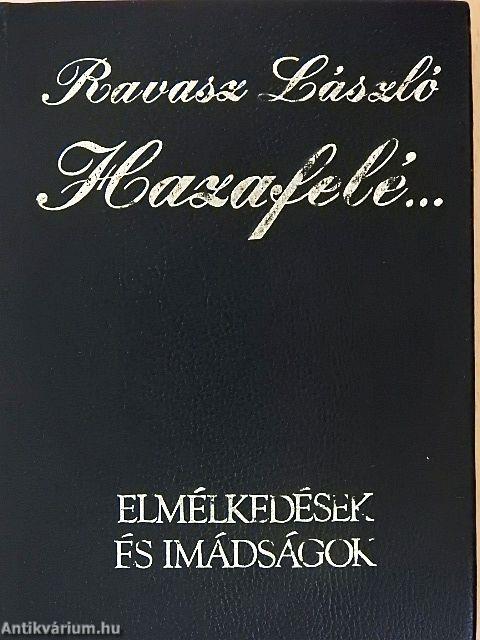 Ravasz László
Hazafelé...
ELMÉLKEDÉSEK
ÉS IMÁDSÁGOK
Antikvárium.hu